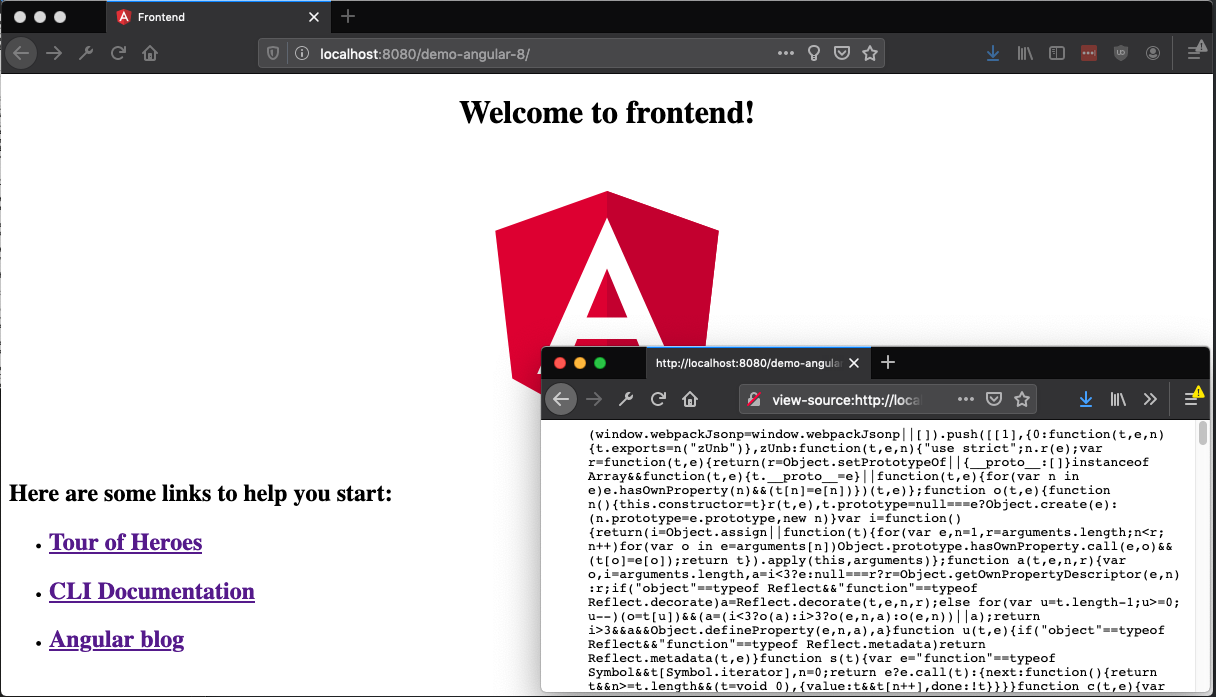 Frontend
localhost:8080/demo-angular-8/
Welcome to frontend!
Here are some links to help you start:
Tour of Heroes
CLI Documentation
Angular blog
http://localhost:8080/demo-angula
view-source:http://loca
(window.webpackJsonp=window.webpackJsonp||[]).push([[1],{0:function(t,e,n)
{t.exports=n("zUnb")},zUnb:function(t,e,n){"use strict";n.r(e);var
r=function(t,e){return(r=Object.setPrototypeOf||{__proto__:[]}instanceof
Array&&function(t,e){t.__proto__=e}||function(t,e){for(var n in
e)e.hasOwnProperty(n)&&(t[n]=e[n])})(t,e)};function o(t,e){function
n(){this.constructor=t}r(t,e),t.prototype=null===e?Object.create(e):
(n.prototype=e.prototype,new n)}var i=function()
{return(i=Object.assign||function(t){for(var e,n=1,r=arguments.length;n<r;
n++)for(var o in e=arguments[n])Object.prototype.hasOwnProperty.call(e,o)&&
(t[o]=e[o]);return t}).apply(this,arguments)};function a(t,e,n,r){var
o,i=arguments.length,a=i<3?e:null===r?r=Object.getOwnPropertyDescriptor(e,n)
:r;if("object"==typeof Reflect&&"function"==typeof
Reflect.decorate)a=Reflect.decorate(t,e,n,r);else for(var u=t.length-1;u>=0;
u--)(o=t[u])&&(a=(i<3?o(a):i>3?o(e,n,a):o(e,n))||a);return
i>3&&a&&Object.defineProperty(e,n,a),a}function u(t,e){if("object"==typeof
Reflect&&"function"==typeof Reflect.metadata)return
Reflect.metadata(t,e)}function s(t){var e="function"==typeof
Symbol&&t[Symbol.iterator],n=0;return e?e.call(t):{next:function(){return
t&&n>=t.length&&(t=void 0),{value:t&&t[n++],done:!t}}}}function c(t,e){var